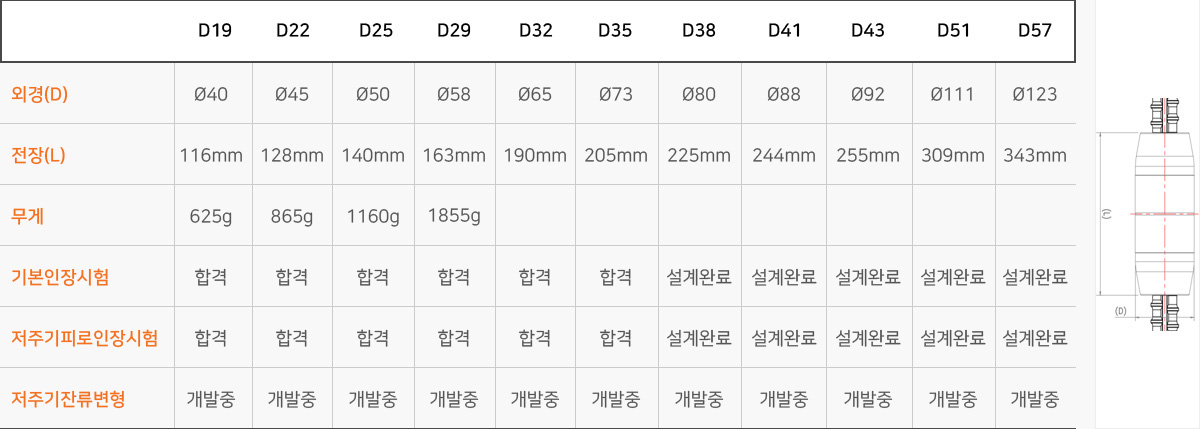 D19 D22 D25 D29 D32 D35 D38 D41 D43 D51 D57
외경(D) Ø40 Ø45 Ø50 Ø58 Ø65 Ø73 Ø80 Ø88 Ø92 Ø111 Ø123
전장(L) 116mm 128mm 140mm 163mm 190mm 205mm 225mm 244mm 255mm 309mm 343mm
무게 625g 865g 1160g 1855g
기본인장시험 합격 합격 합격 합격 합격 합격 설계완료 설계완료 설계완료 설계완료 설계완료
저주기피로인장시험 합격 합격 합격 합격 합격 합격 설계완료 설계완료 설계완료 설계완료 설계완료
저주기잔류변형 개발중 개발중 개발중 개발중 개발중 개발중 개발중 개발중 개발중 개발중 개발중
(L)
(D)